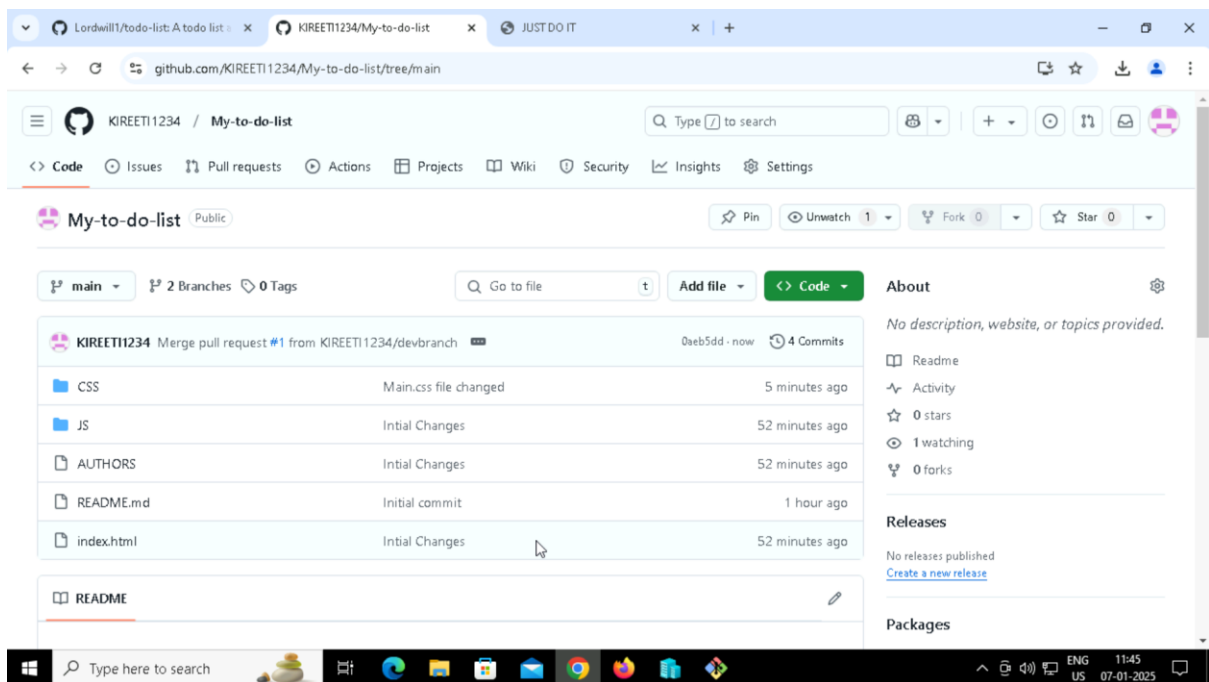 Lordwill1/todo-list: A todo list a
KIREETI1234/My-to-do-list
JUST DO IT
github.com/KIREETI1234/My-to-do-list/tree/main
KIREETI1234 / My-to-do-list
Type / to search
Code Issues Pull requests Actions Projects Wiki Security Insights Settings
My-to-do-list Public
Pin Unwatch 1 Fork 0 Star 0
main 2 Branches 0 Tags Go to file t Add file Code
KIREETI1234 Merge pull request #1 from KIREETI1234/devbranch 0aeb5dd · now 4 Commits
CSS Main.css file changed 5 minutes ago
JS Intial Changes 52 minutes ago
AUTHORS Intial Changes 52 minutes ago
README.md Initial commit 1 hour ago
index.html Intial Changes 52 minutes ago
README
About
No description, website, or topics provided.
Readme
Activity
0 stars
1 watching
0 forks
Releases
No releases published
Create a new release
Packages
Type here to search
ENG
US
11:45
07-01-2025